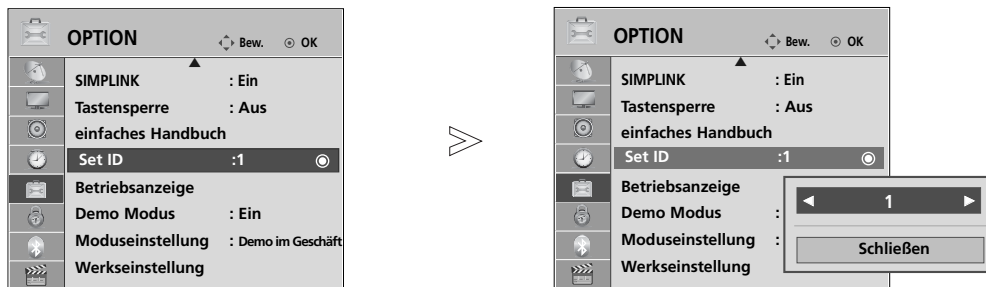 OPTION Bew. OK
SIMPLINK : Ein
Tastensperre : Aus
einfaches Handbuch
Set ID :1
Betriebsanzeige
Demo Modus : Ein
Moduseinstellung : Demo im Geschäft
Werkseinstellung
OPTION Bew. OK
SIMPLINK : Ein
Tastensperre : Aus
einfaches Handbuch
Set ID :1
Betriebsanzeige
Demo Modus :
Moduseinstellung :
Werkseinstellung
1
Schließen